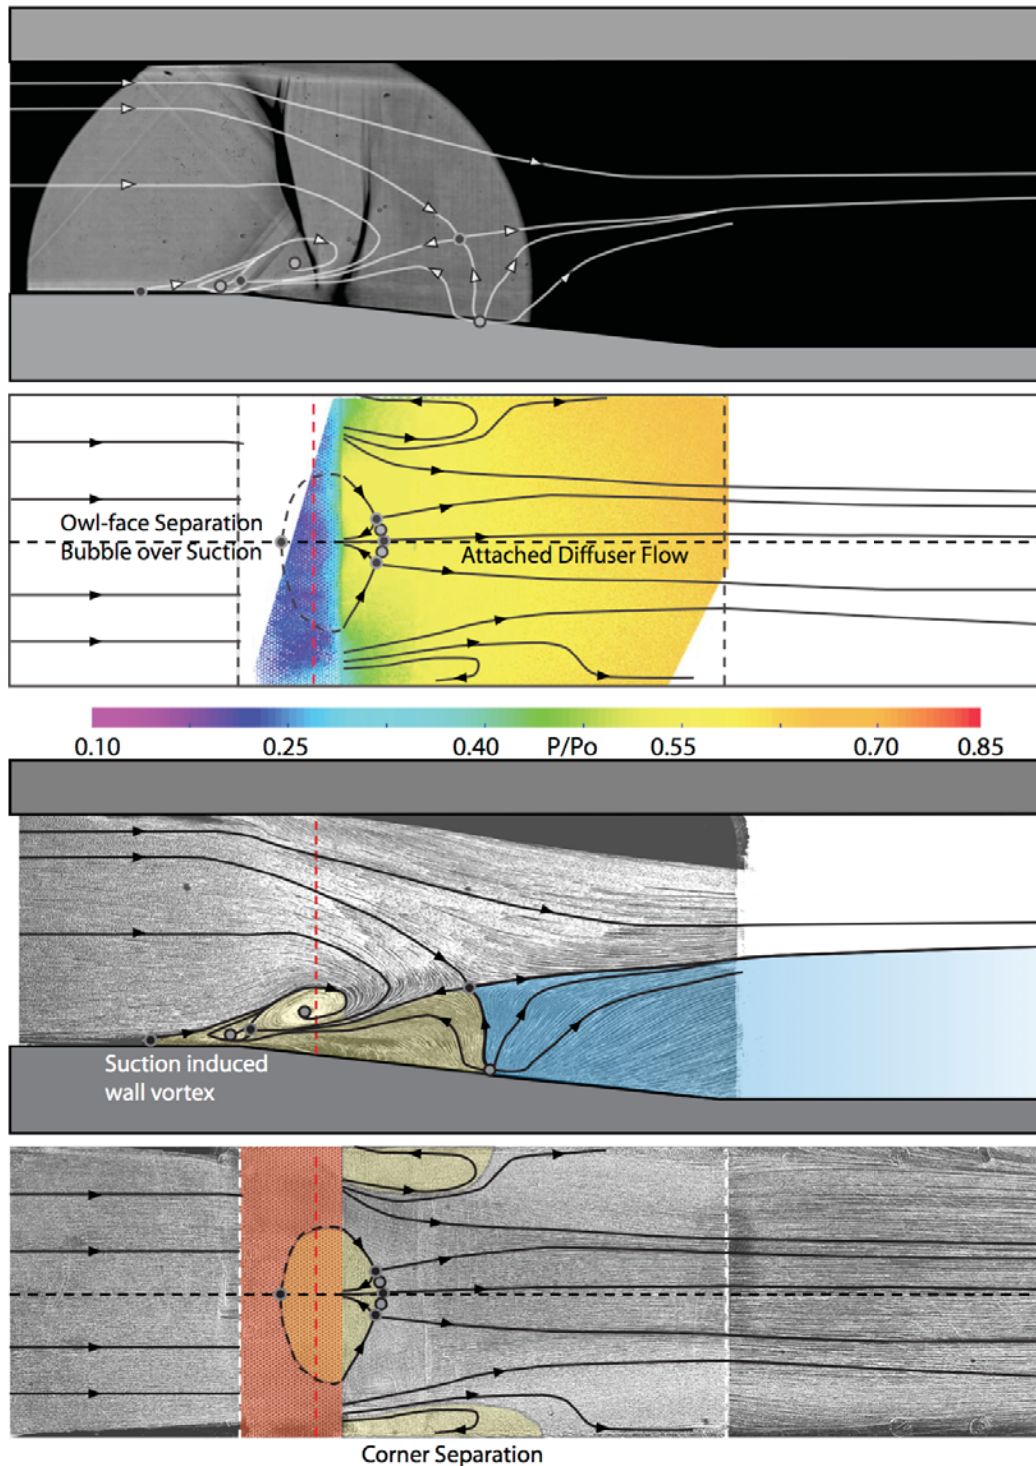 Owl-face Separation
Bubble over Suction
Attached Diffuser Flow
0.10 0.25 0.40 P/Po 0.55 0.70 0.85
Suction induced
wall vortex
Corner Separation